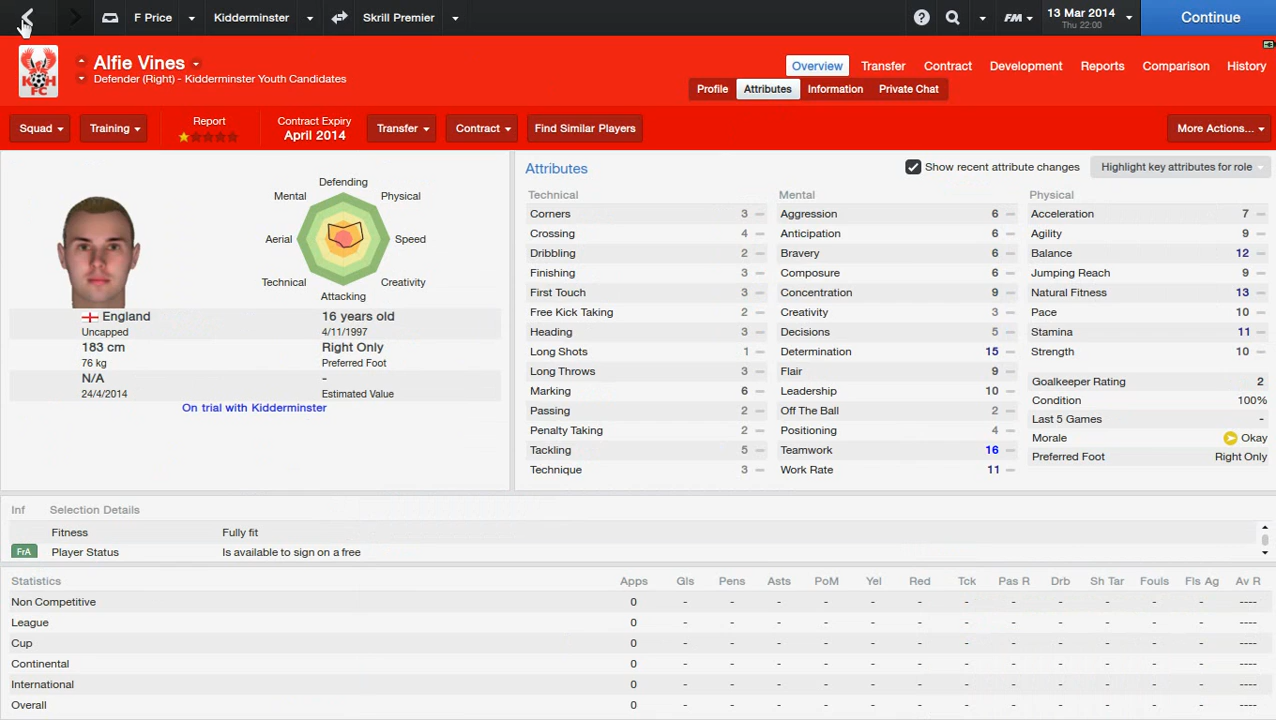 F Price Kidderminster Skrill Premier FM 13 Mar 2014 Continue
Thu 22:00
Alfie Vines
Defender (Right) - Kidderminster Youth Candidates
Overview Transfer Contract Development Reports Comparison History
Profile Attributes Information Private Chat
Squad Training Report Contract Expiry Transfer Contract Find Similar Players More Actions...
April 2014
Attributes Show recent attribute changes Highlight key attributes for role
Defending
Mental Physical
Aerial Speed
Technical Creativity
Attacking
England 16 years old
Uncapped 4/11/1997
183 cm Right Only
76 kg Preferred Foot
N/A -
24/4/2014 Estimated Value
On trial with Kidderminster
Technical Mental Physical
Corners 3 Aggression 6 Acceleration 7
Crossing 4 Anticipation 6 Agility 9
Dribbling 2 Bravery 6 Balance 12
Finishing 3 Composure 6 Jumping Reach 9
First Touch 3 Concentration 9 Natural Fitness 13
Free Kick Taking 2 Creativity 3 Pace 10
Heading 3 Decisions 5 Stamina 11
Long Shots 1 Determination 15 Strength 10
Long Throws 3 Flair 9
Marking 6 Leadership 10
Passing 2 Off The Ball 2
Penalty Taking 2 Positioning 4
Tackling 5 Teamwork 16
Technique 3 Work Rate 11
Goalkeeper Rating 2
Condition 100%
Last 5 Games -
Morale Okay
Preferred Foot Right Only
Inf Selection Details
Fitness Fully fit
FrA Player Status Is available to sign on a free
Statistics Apps Gls Pens Asts PoM Yel Red Tck Pas R Drb Sh Tar Fouls Fls Ag Av R
Non Competitive 0 - - - - - - - - - - - - ----
League 0 - - - - - - - - - - - - ----
Cup 0 - - - - - - - - - - - - ----
Continental 0 - - - - - - - - - - - - ----
International 0 - - - - - - - - - - - - ----
Overall 0 - - - - - - - - - - - - ----